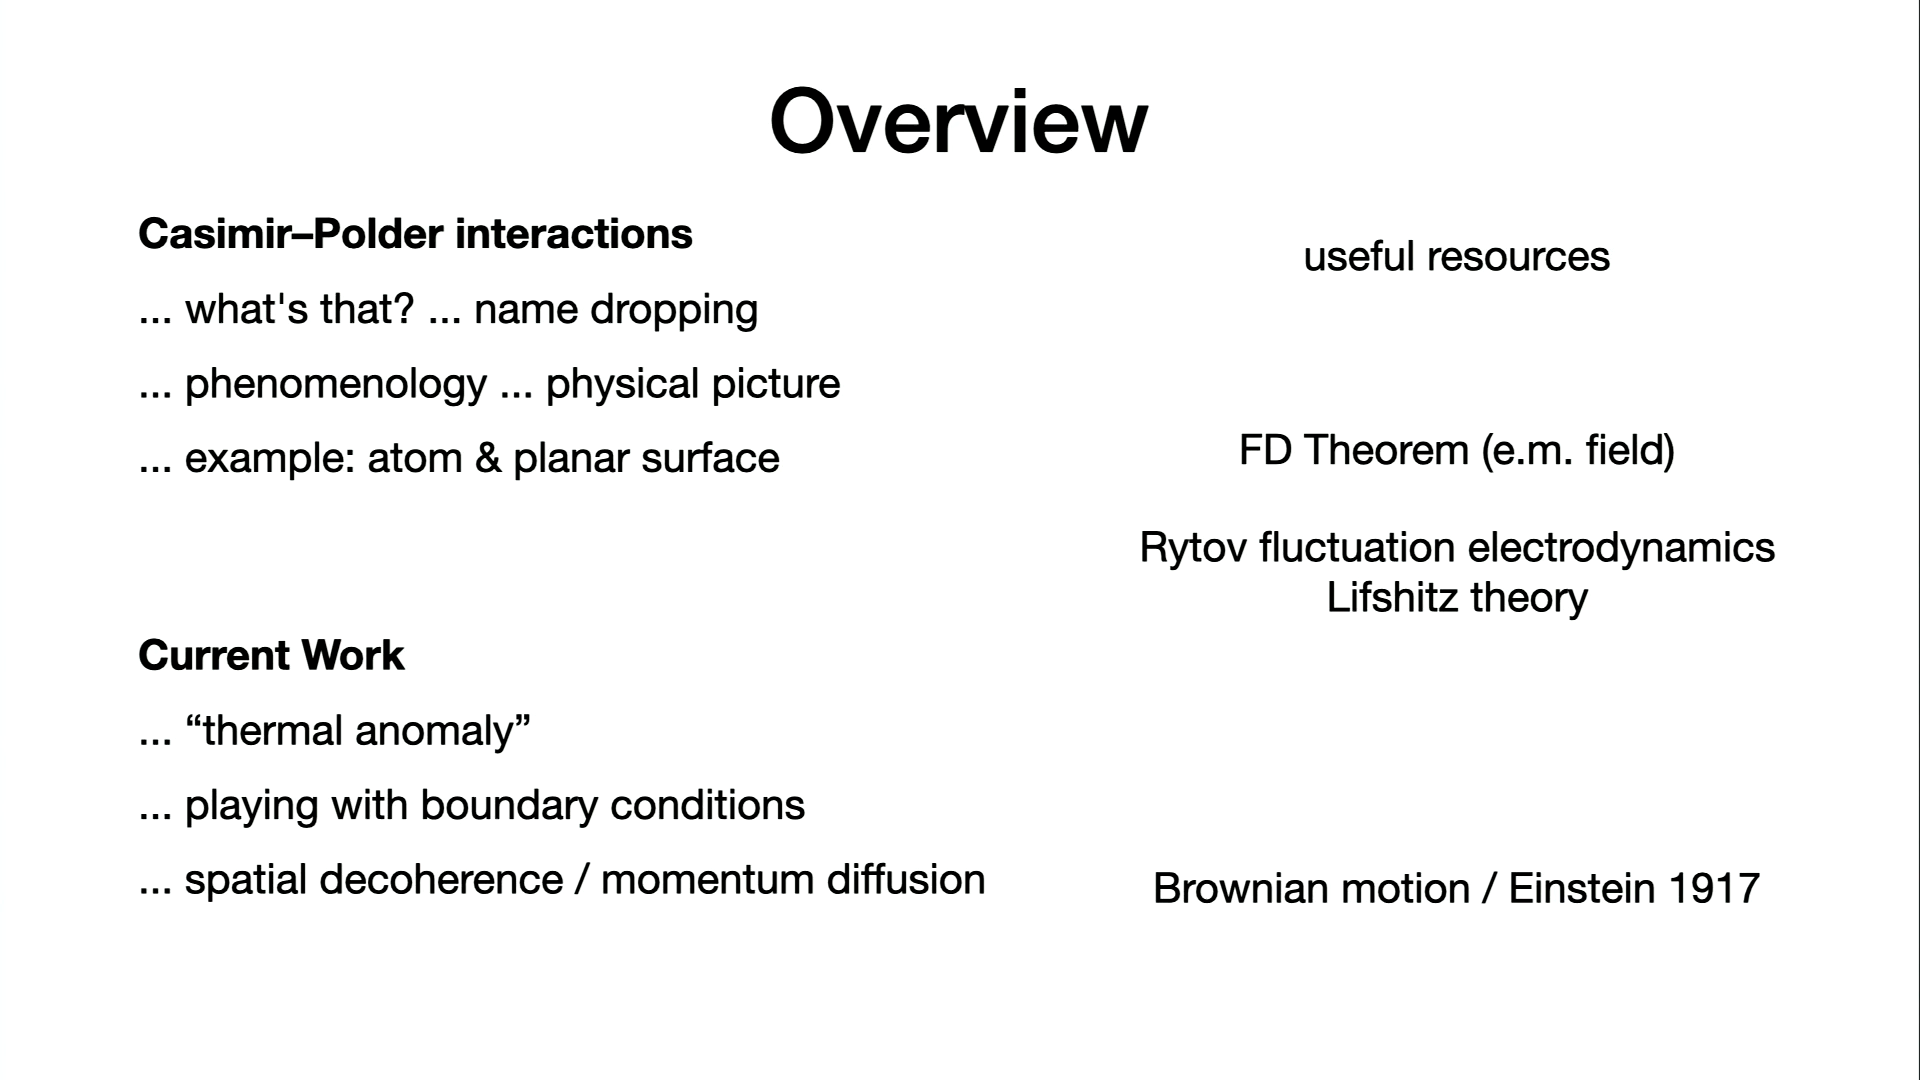 Overview
Casimir–Polder interactions
... what's that? ... name dropping
... phenomenology ... physical picture
... example: atom & planar surface
Current Work
... “thermal anomaly”
... playing with boundary conditions
... spatial decoherence / momentum diffusion
useful resources
FD Theorem (e.m. field)
Rytov fluctuation electrodynamics
Lifshitz theory
Brownian motion / Einstein 1917